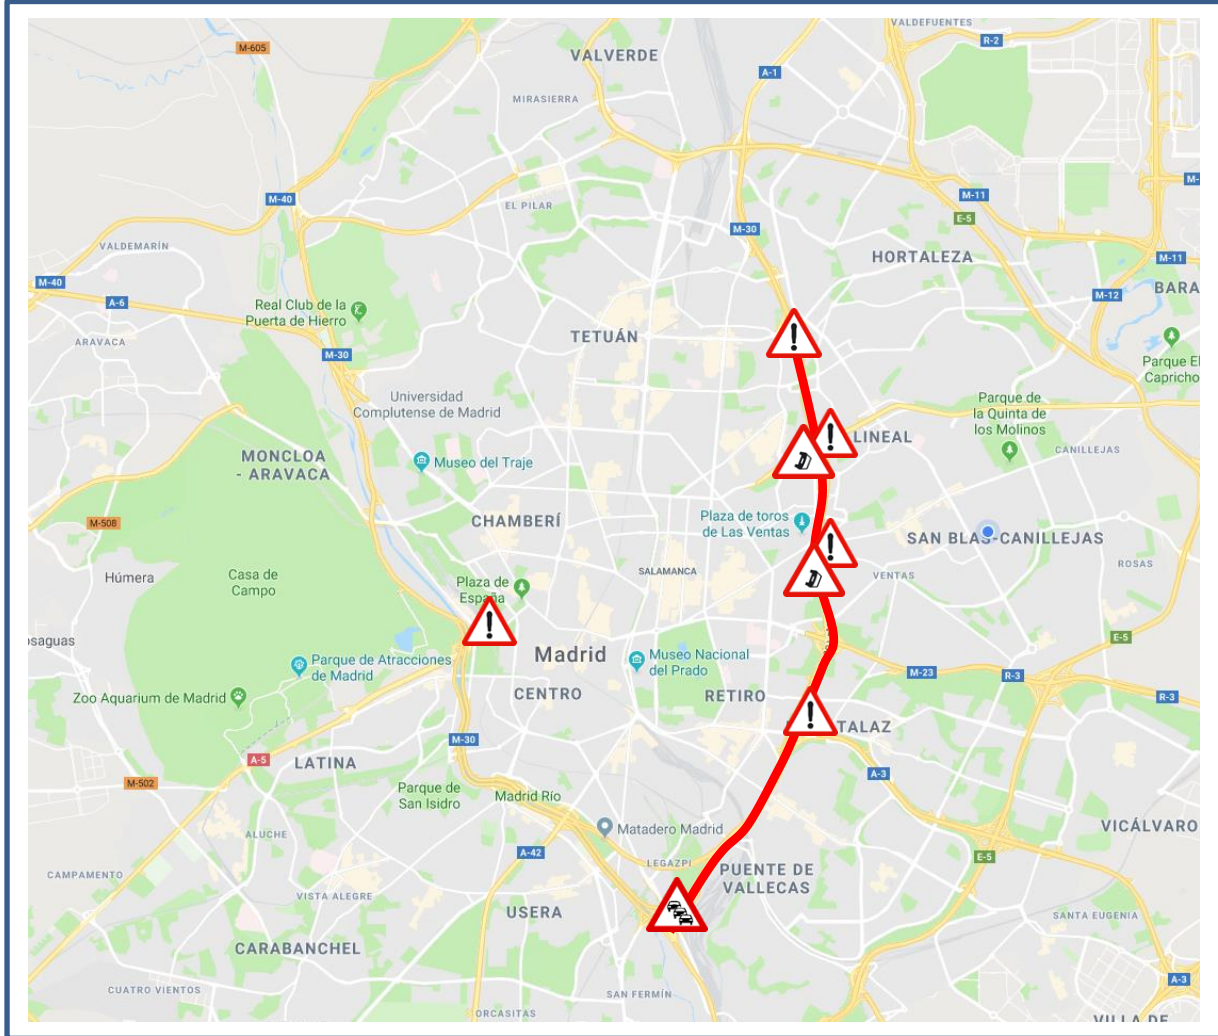 VALDEFUENTES
M-605
R-2
VALVERDE
A-1
MIRASIERRA
M-
M-40
M-11
EL PILAR
E-5
M-30
VALDEMARÍN
HORTALEZA
M-11
M-40
BARA
M-12
A-6
Real Club de la
Puerta de Hierro
TETUÁN
ARAVACA
M-30
Parque El
Capricho
Universidad
Complutense de Madrid
Parque de
la Quinta de
los Molinos
LINEAL
CANILLEJAS
MONCLOA
- ARAVACA
Museo del Traje
M-508
CHAMBERÍ
Plaza de toros
de Las Ventas
SAN BLAS-CANILLEJAS
ROSAS
Húmera
Casa de
Campo
SALAMANCA
VENTAS
Plaza de
España
osaguas
E-5
Madrid
Parque de Atracciones
de Madrid
Museo Nacional
del Prado
M-23
R-3
R-3
Zoo Aquarium de Madrid
CENTRO
RETIRO
TALAZ
M-30
A-5
LATINA
A-3
M-502
Parque de
San Isidro
Madrid Río
Matadero Madrid
VICÁLVARO
ALUCHE
A-42
LEGAZPI
E-5
CAMPAMENTO
PUENTE DE
VALLECAS
VISTA ALEGRE
USERA
SANTA EUGENIA
CARABANCHEL
A-3
CUATRO VIENTOS
SAN FERMÍN
ORCASITAS
VILLA DE